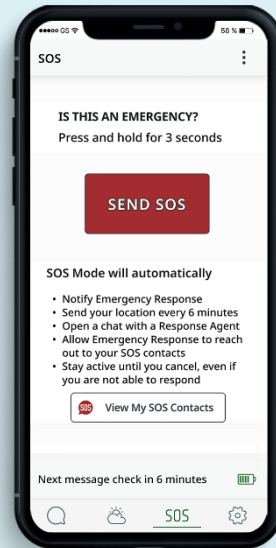 GS 58 %
SOS
IS THIS AN EMERGENCY?
Press and hold for 3 seconds
SEND SOS
SOS Mode will automatically
• Notify Emergency Response
• Send your location every 6 minutes
• Open a chat with a Response Agent
• Allow Emergency Response to reach
out to your SOS contacts
• Stay active until you cancel, even if
you are not able to respond
SOS View My SOS Contacts
Next message check in 6 minutes
SOS